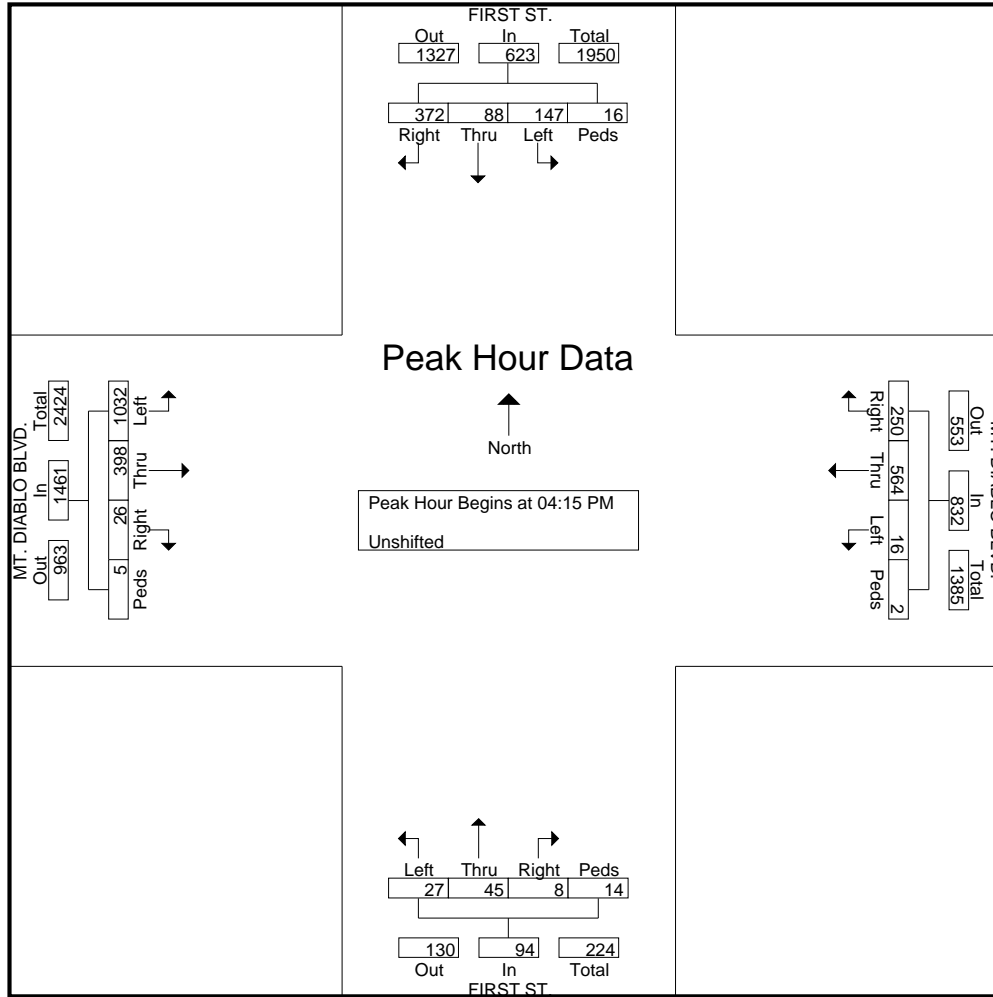 FIRST ST.
Out In Total
1327 623 1950
372 88 147 16
Right Thru Left Peds
Peak Hour Data
North
Peak Hour Begins at 04:15 PM
Unshifted
MT. DIABLO BLVD.
Total In Out
2424 1461 963
1032 398 26 5
Left Thru Right Peds
Right Thru Left Peds
250 564 16 2
553 832 1385
Out In Total
Left Thru Right Peds
27 45 8 14
130 94 224
Out In Total
FIRST ST.